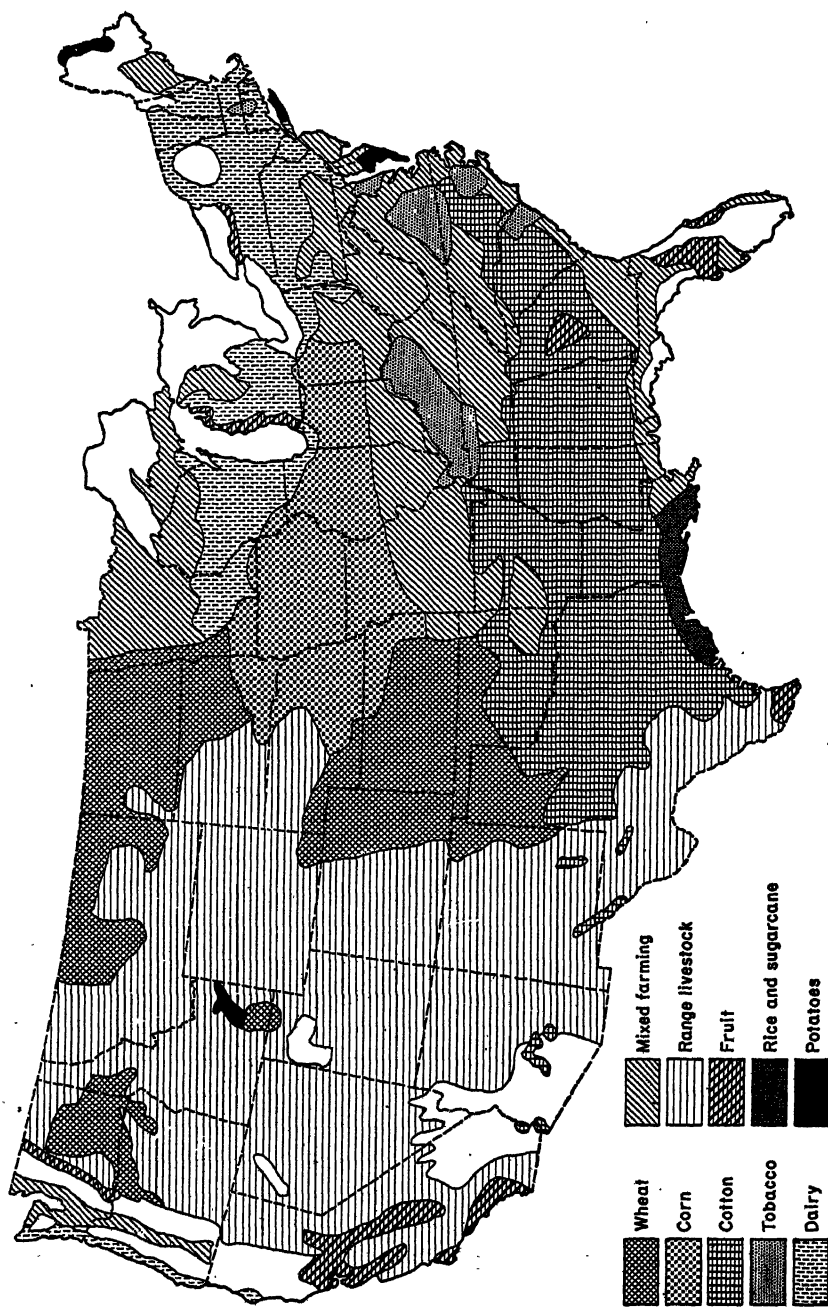 Wheat
Corn
Cotton
Tobacco
Dairy
Mixed farming
Range livestock
Fruit
Rice and sugarcane
Potatoes